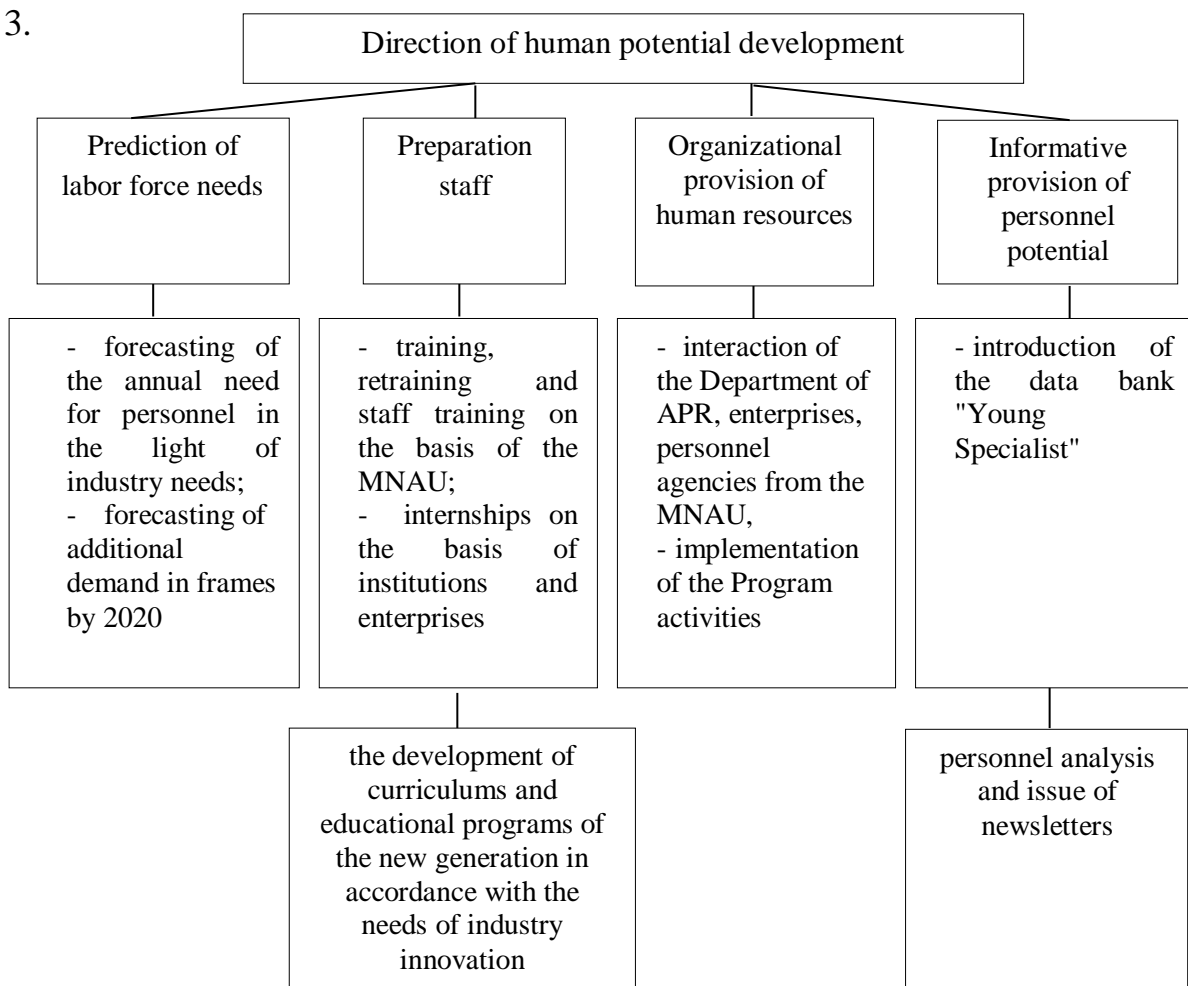 3.
Direction of human potential development
Prediction of
labor force needs
Preparation
staff
Organizational
provision of
human resources
Informative
provision of
personnel
potential
- forecasting of
the annual need
for personnel in
the light of
industry needs;
- forecasting of
additional
demand in frames
by 2020
- training,
retraining and
staff training on
the basis of the
MNAU;
- internships on
the basis of
institutions and
enterprises
- interaction of
the Department of
APR, enterprises,
personnel
agencies from the
MNAU,
- implementation
of the Program
activities
- introduction of
the data bank
"Young
Specialist"
the development of
curriculums and
educational programs of
the new generation in
accordance with the
needs of industry
innovation
personnel analysis
and issue of
newsletters